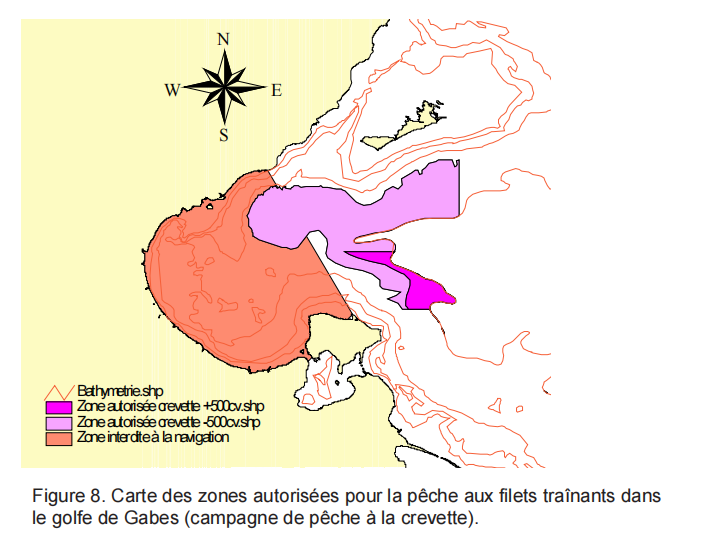 N
W E
S
Bathymetrie.shp
Zone autorisée crevette +500cv.shp
Zone autorisée crevette -500cv.shp
Zone interdite à la navigation
Figure 8. Carte des zones autorisées pour la pêche aux filets traînants dans
le golfe de Gabes (campagne de pêche à la crevette).